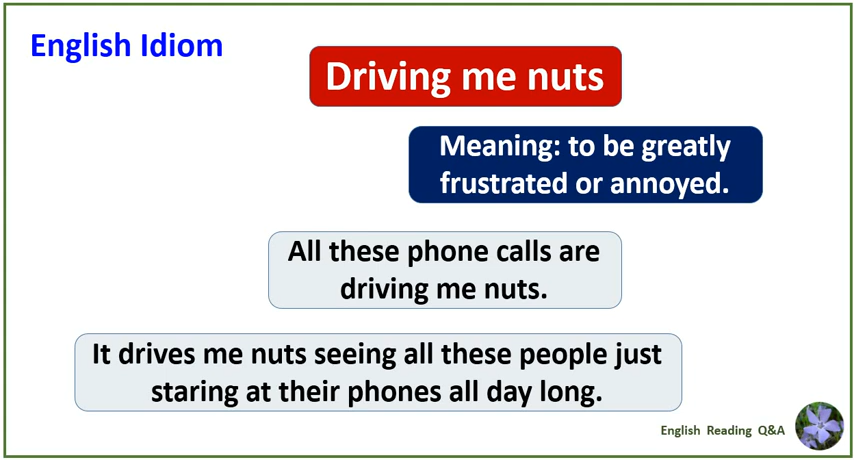 English Idiom
Driving me nuts
Meaning: to be greatly
frustrated or annoyed.
All these phone calls are
driving me nuts.
It drives me nuts seeing all these people just
staring at their phones all day long.
English Reading Q&A